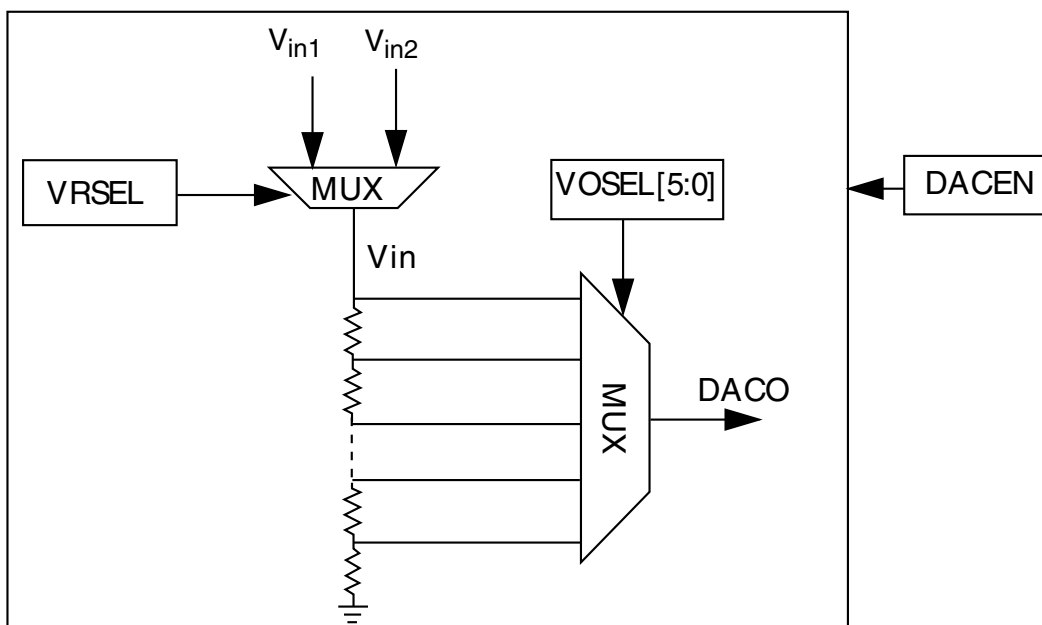 Vin1
Vin2
VRSEL
MUX
VOSEL[5:0]
DACEN
Vin
MUX
DACO